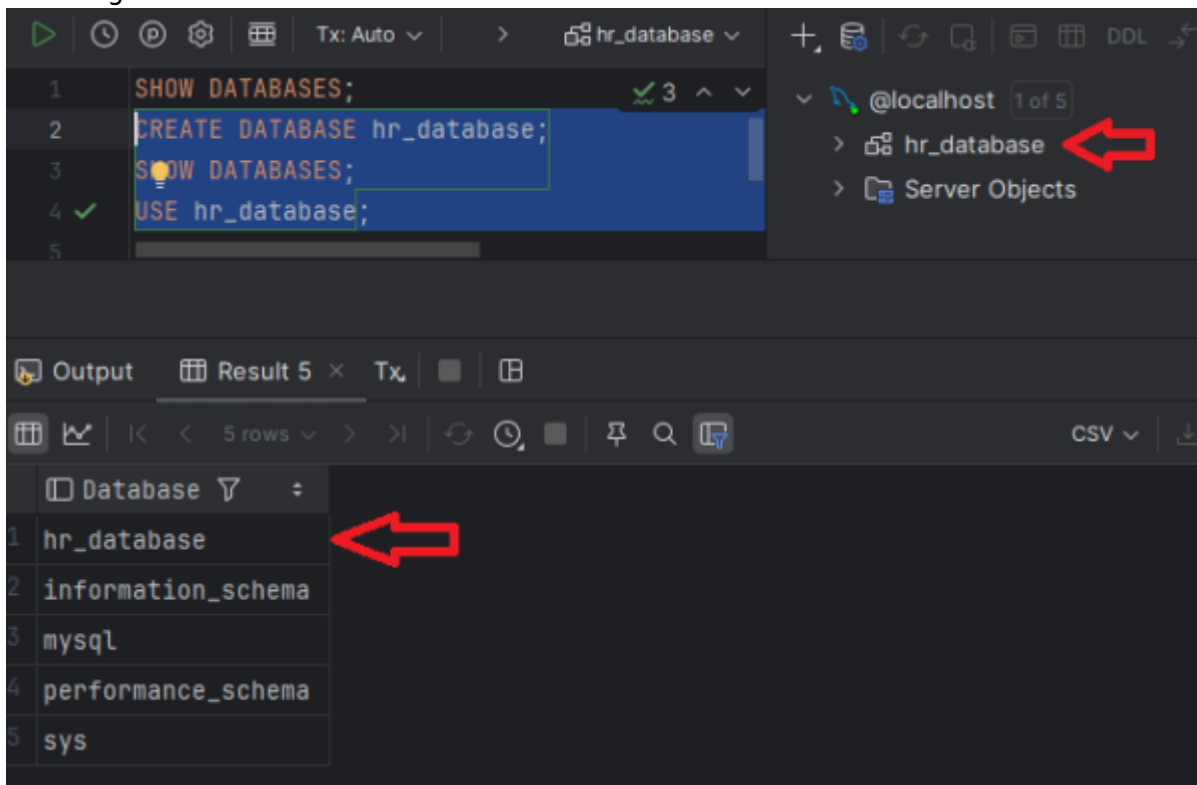 Tx: Auto
hr_database
DDL
1 SHOW DATABASES;
3
2 CREATE DATABASE hr_database;
3 SHOW DATABASES;
4 USE hr_database;
5
@localhost 1 of 5
hr_database
Server Objects
Output
Result 5
Tx
5 rows
CSV
Database
1 hr_database
2 information_schema
3 mysql
4 performance_schema
5 sys